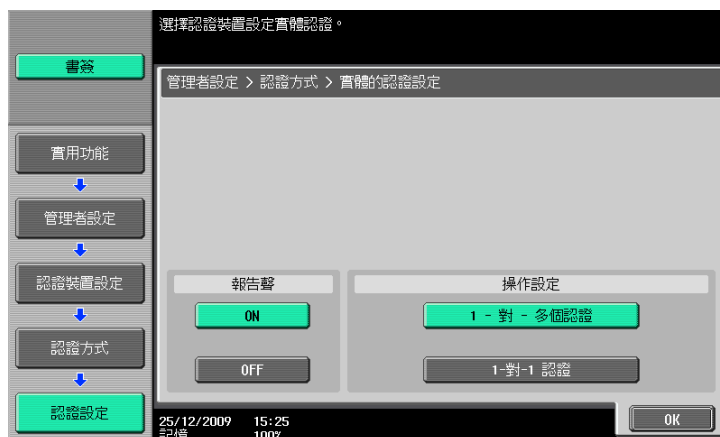 選擇認證裝置設定實體認證。
書簽
管理者設定 > 認證方式 > 實體的認證設定
實用功能
管理者設定
認證裝置設定
認證方式
認證設定
報告聲
ON
OFF
操作設定
1 - 對 - 多個認證
1-對-1 認證
25/12/2009 15:25
記憶 100%
OK